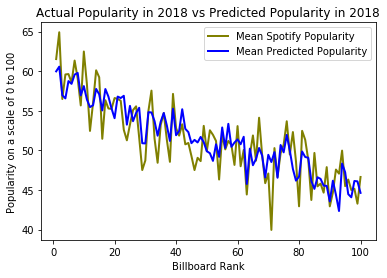 Actual Popularity in 2018 vs Predicted Popularity in 2018
Mean Spotify Popularity
Mean Predicted Popularity
Popularity on a scale of 0 to 100
65
60
55
50
45
40
0
20
40
60
80
100
Billboard Rank